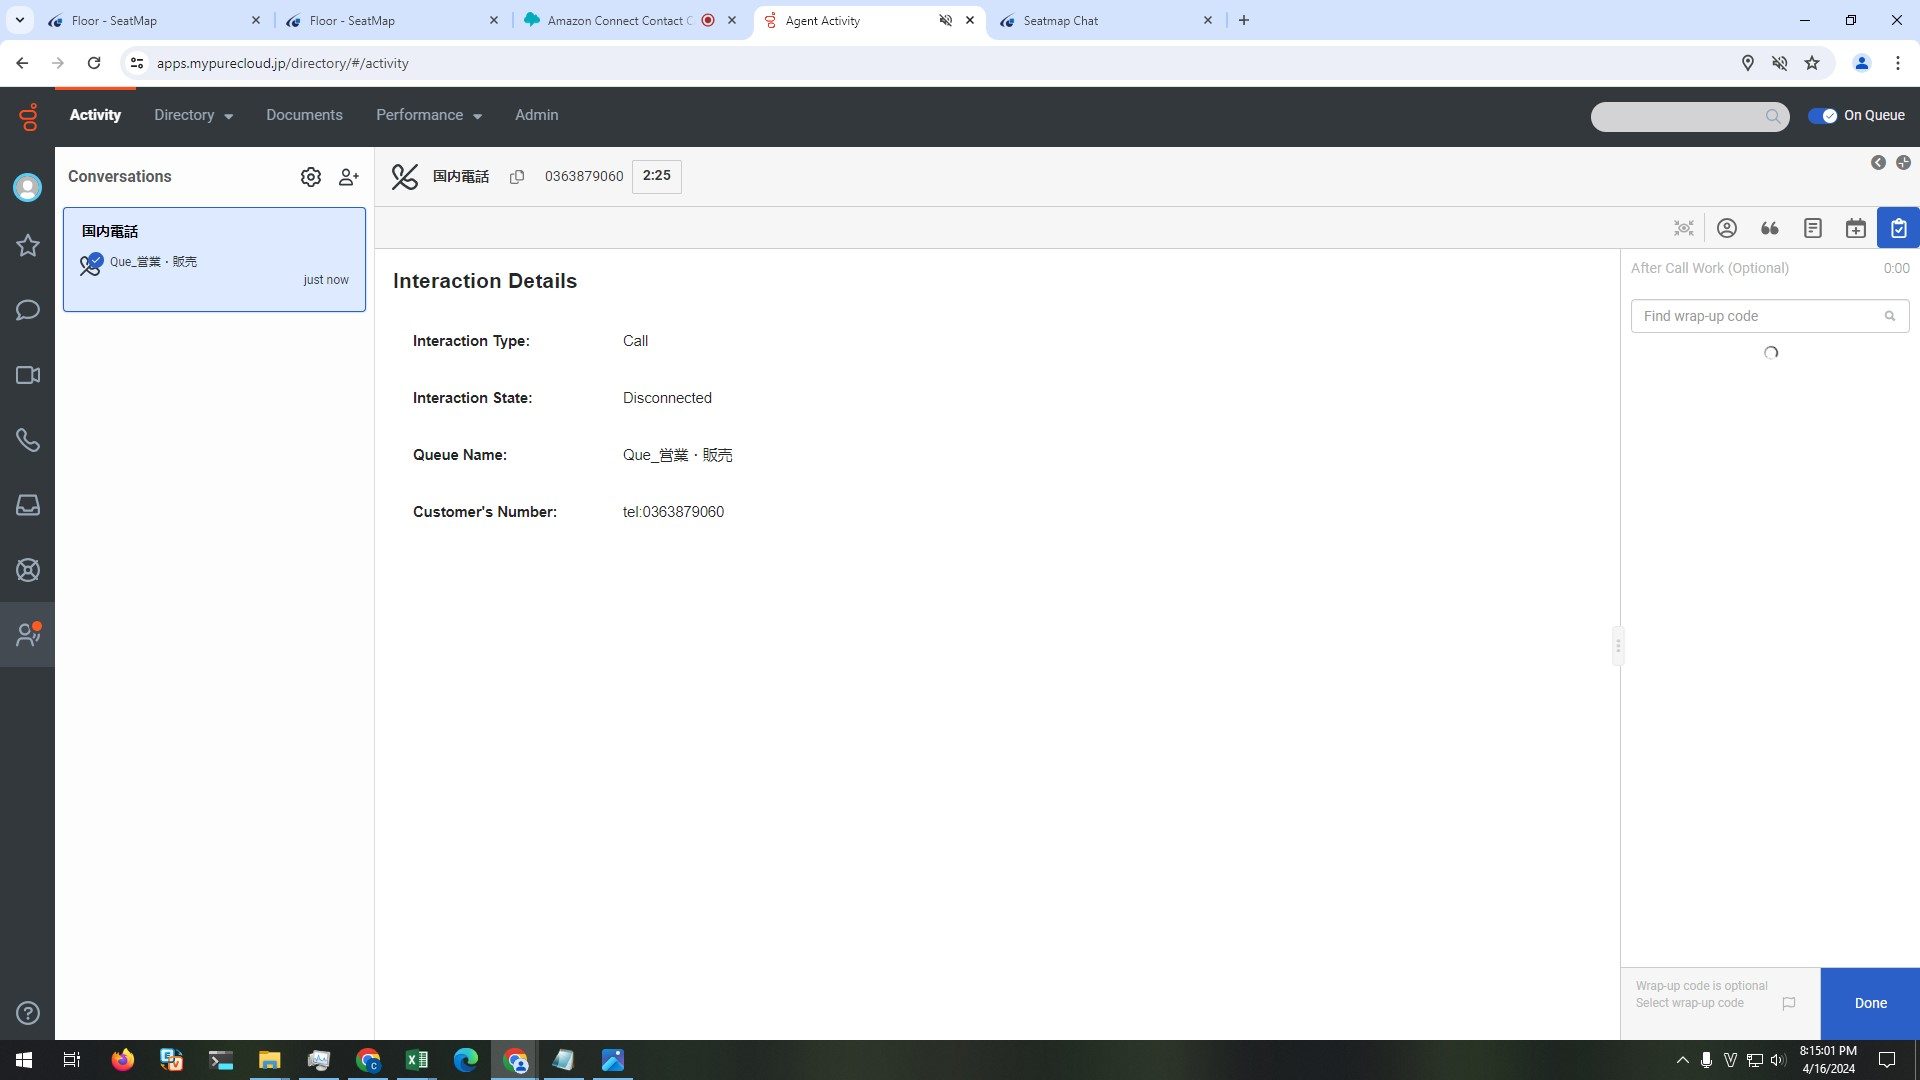 Floor - SeatMap
Floor - SeatMap
Amazon Connect Contact C
Agent Activity
Seatmap Chat
apps.mypurecloud.jp/directory/#/activity
Activity
Directory
Documents
Performance
Admin
On Queue
Conversations
国内電話
0363879060
2:25
国内電話
Que_営業・販売
just now
Interaction Details
Interaction Type:
Call
Interaction State:
Disconnected
Queue Name:
Que_営業・販売
Customer's Number:
tel:0363879060
After Call Work (Optional)
0:00
Find wrap-up code
Wrap-up code is optional
Select wrap-up code
Done
8:15:01 PM
4/16/2024